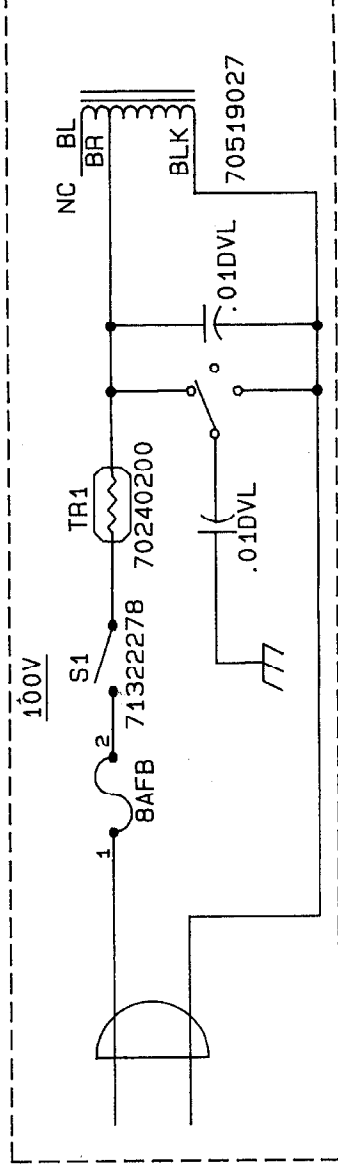 100V
1
2
8AFB
S1
71322278
TR1
70240200
NC
BL
BR
BLK
70519027
.01DVL
.01DVL